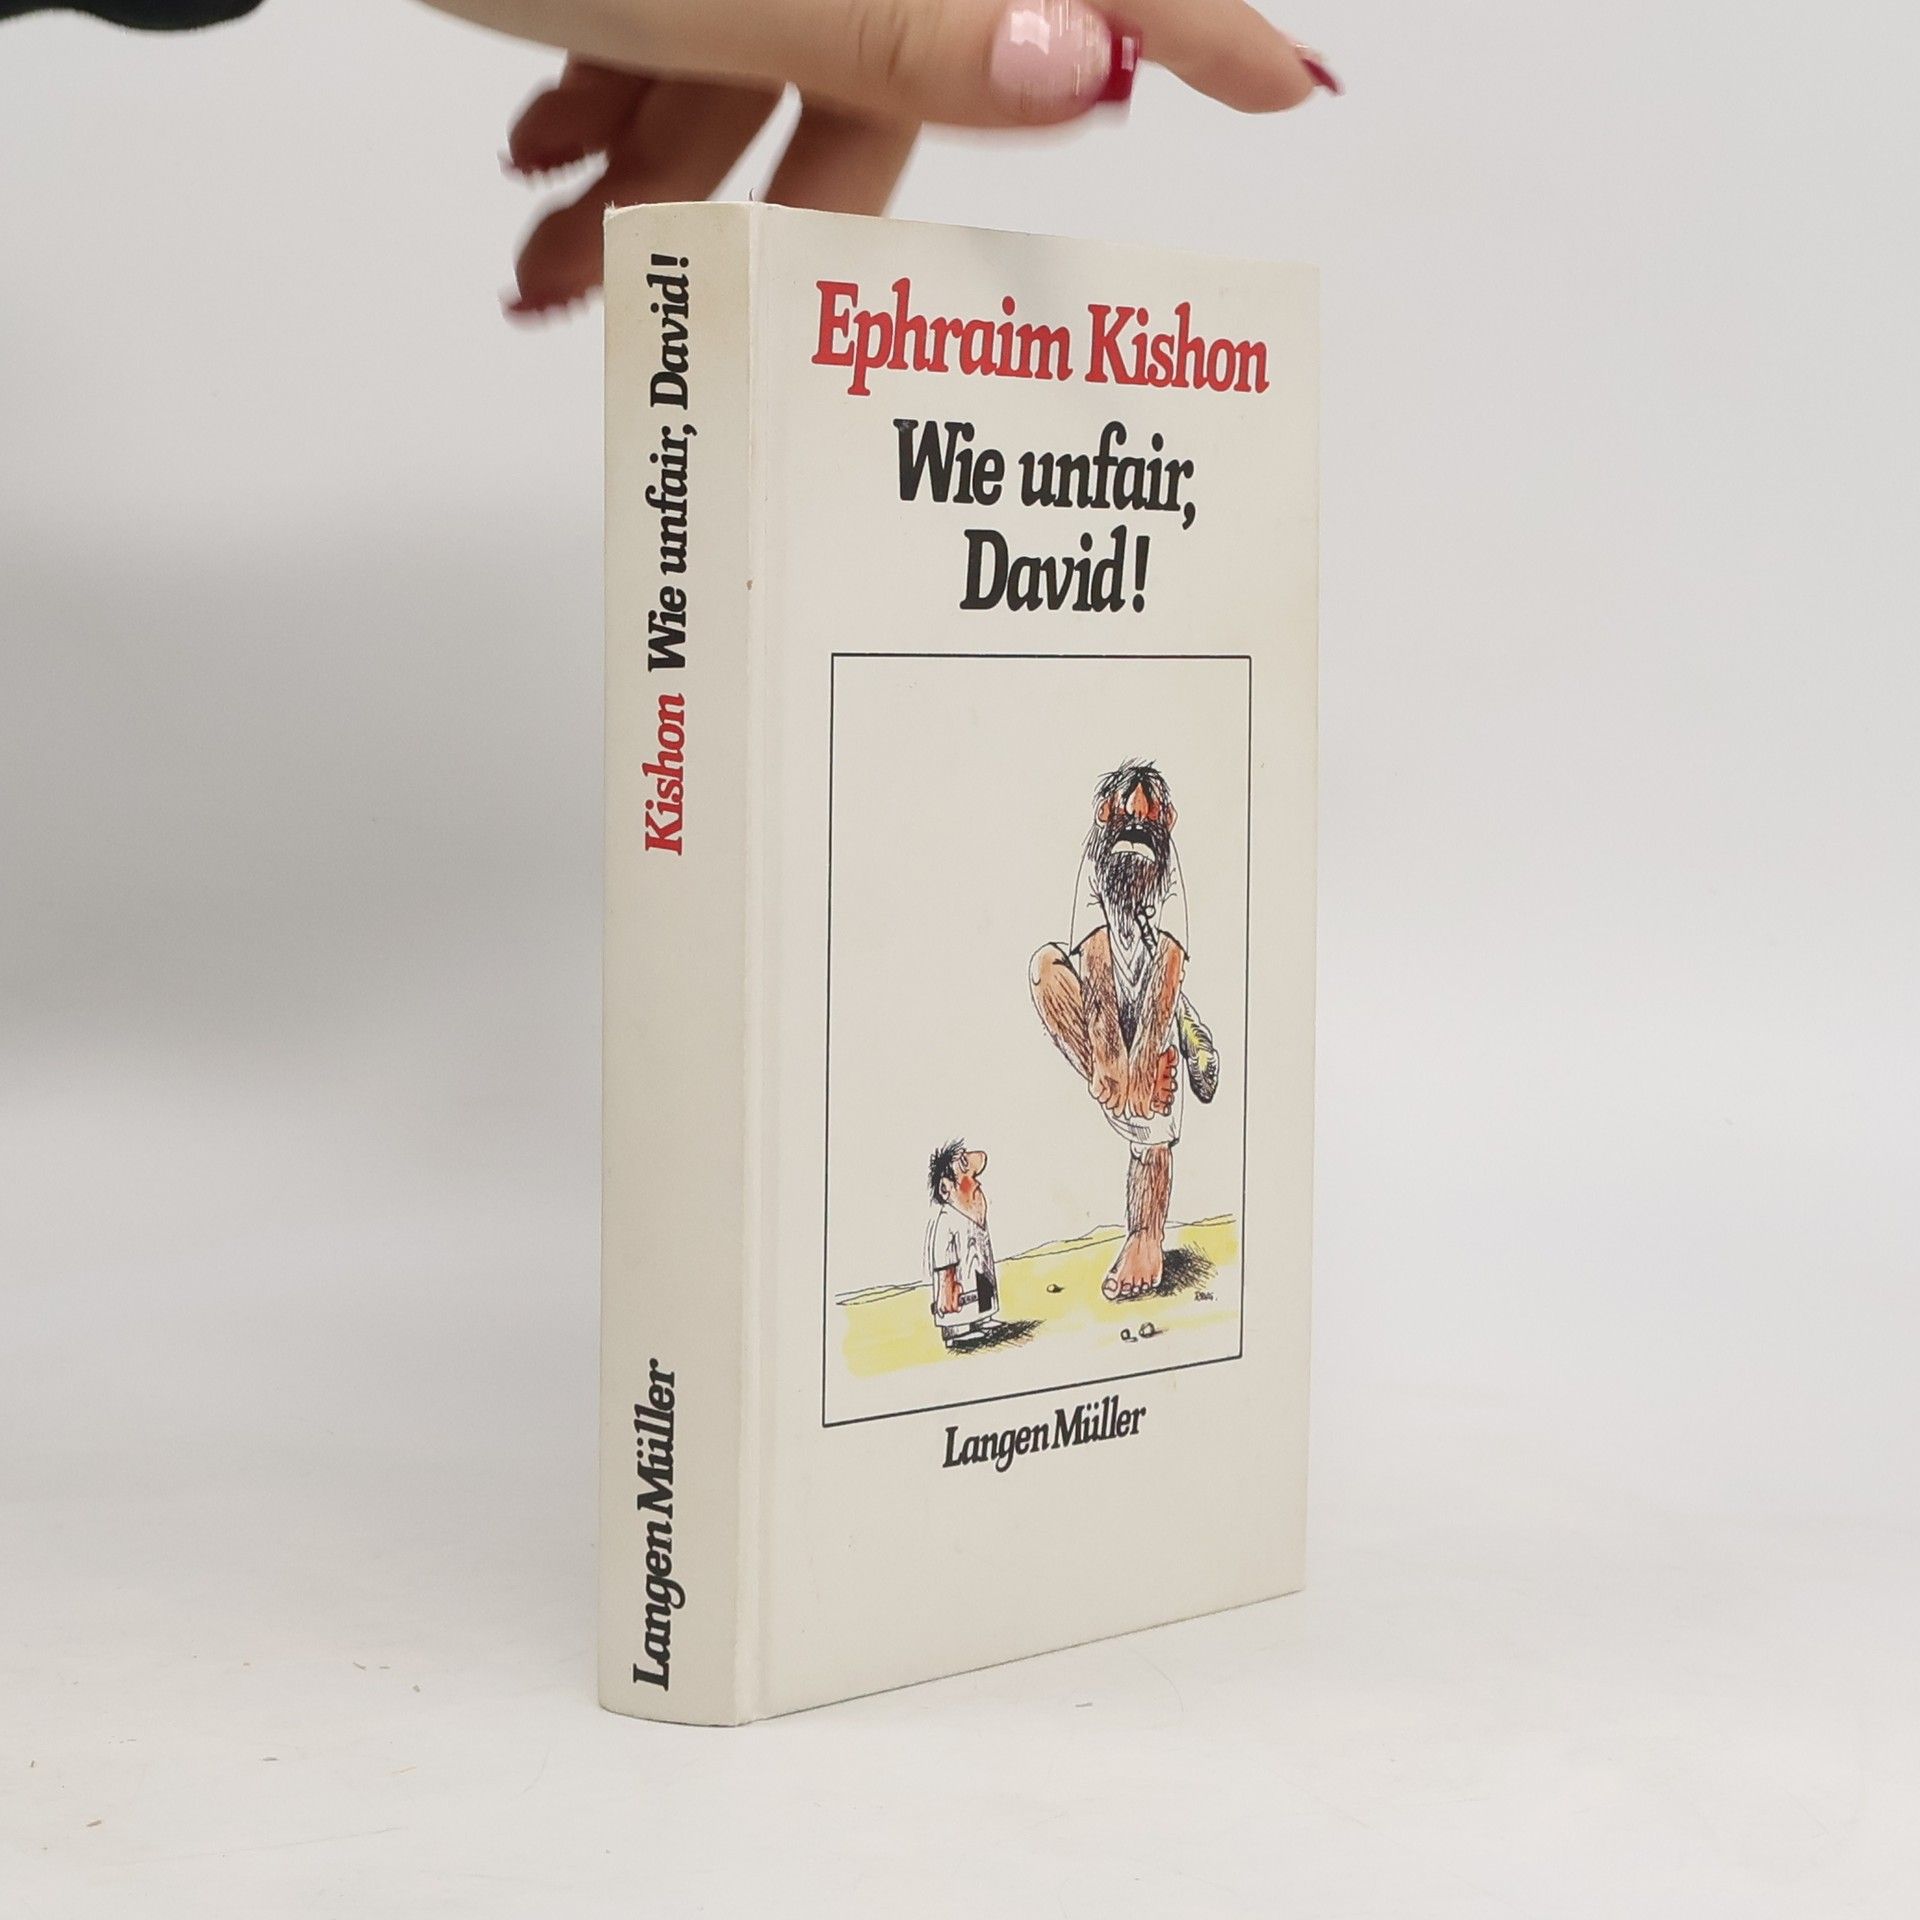 Kishon Wie unfair, David!
Langen Müller
Ephraim Kishon
Wie unfair,
David!
Langen Müller